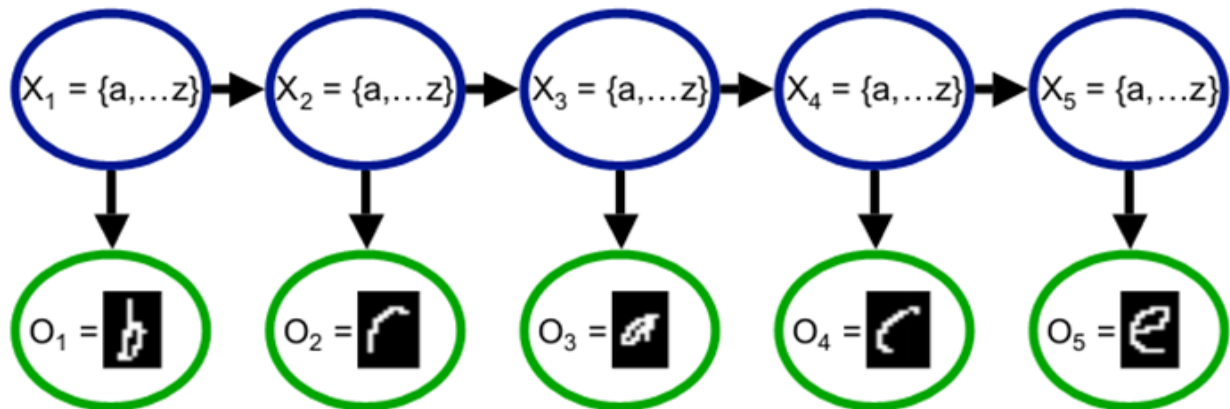 X₁ = {a,...z} X₂ = {a,...z} X₃ = {a,...z} X₄ = {a,...z} X₅ = {a,...z}
O₁ = b O₂ = r O₃ = a O₄ = c O₅ = e